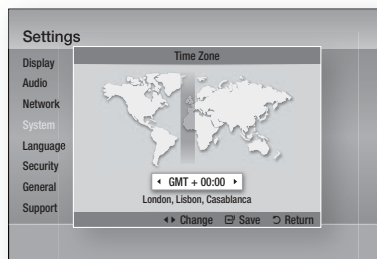 Settings
Time Zone
Display
Audio
Network
System
Language
Security
General
Support
GMT + 00:00
London, Lisbon, Casablanca
Change Save Return